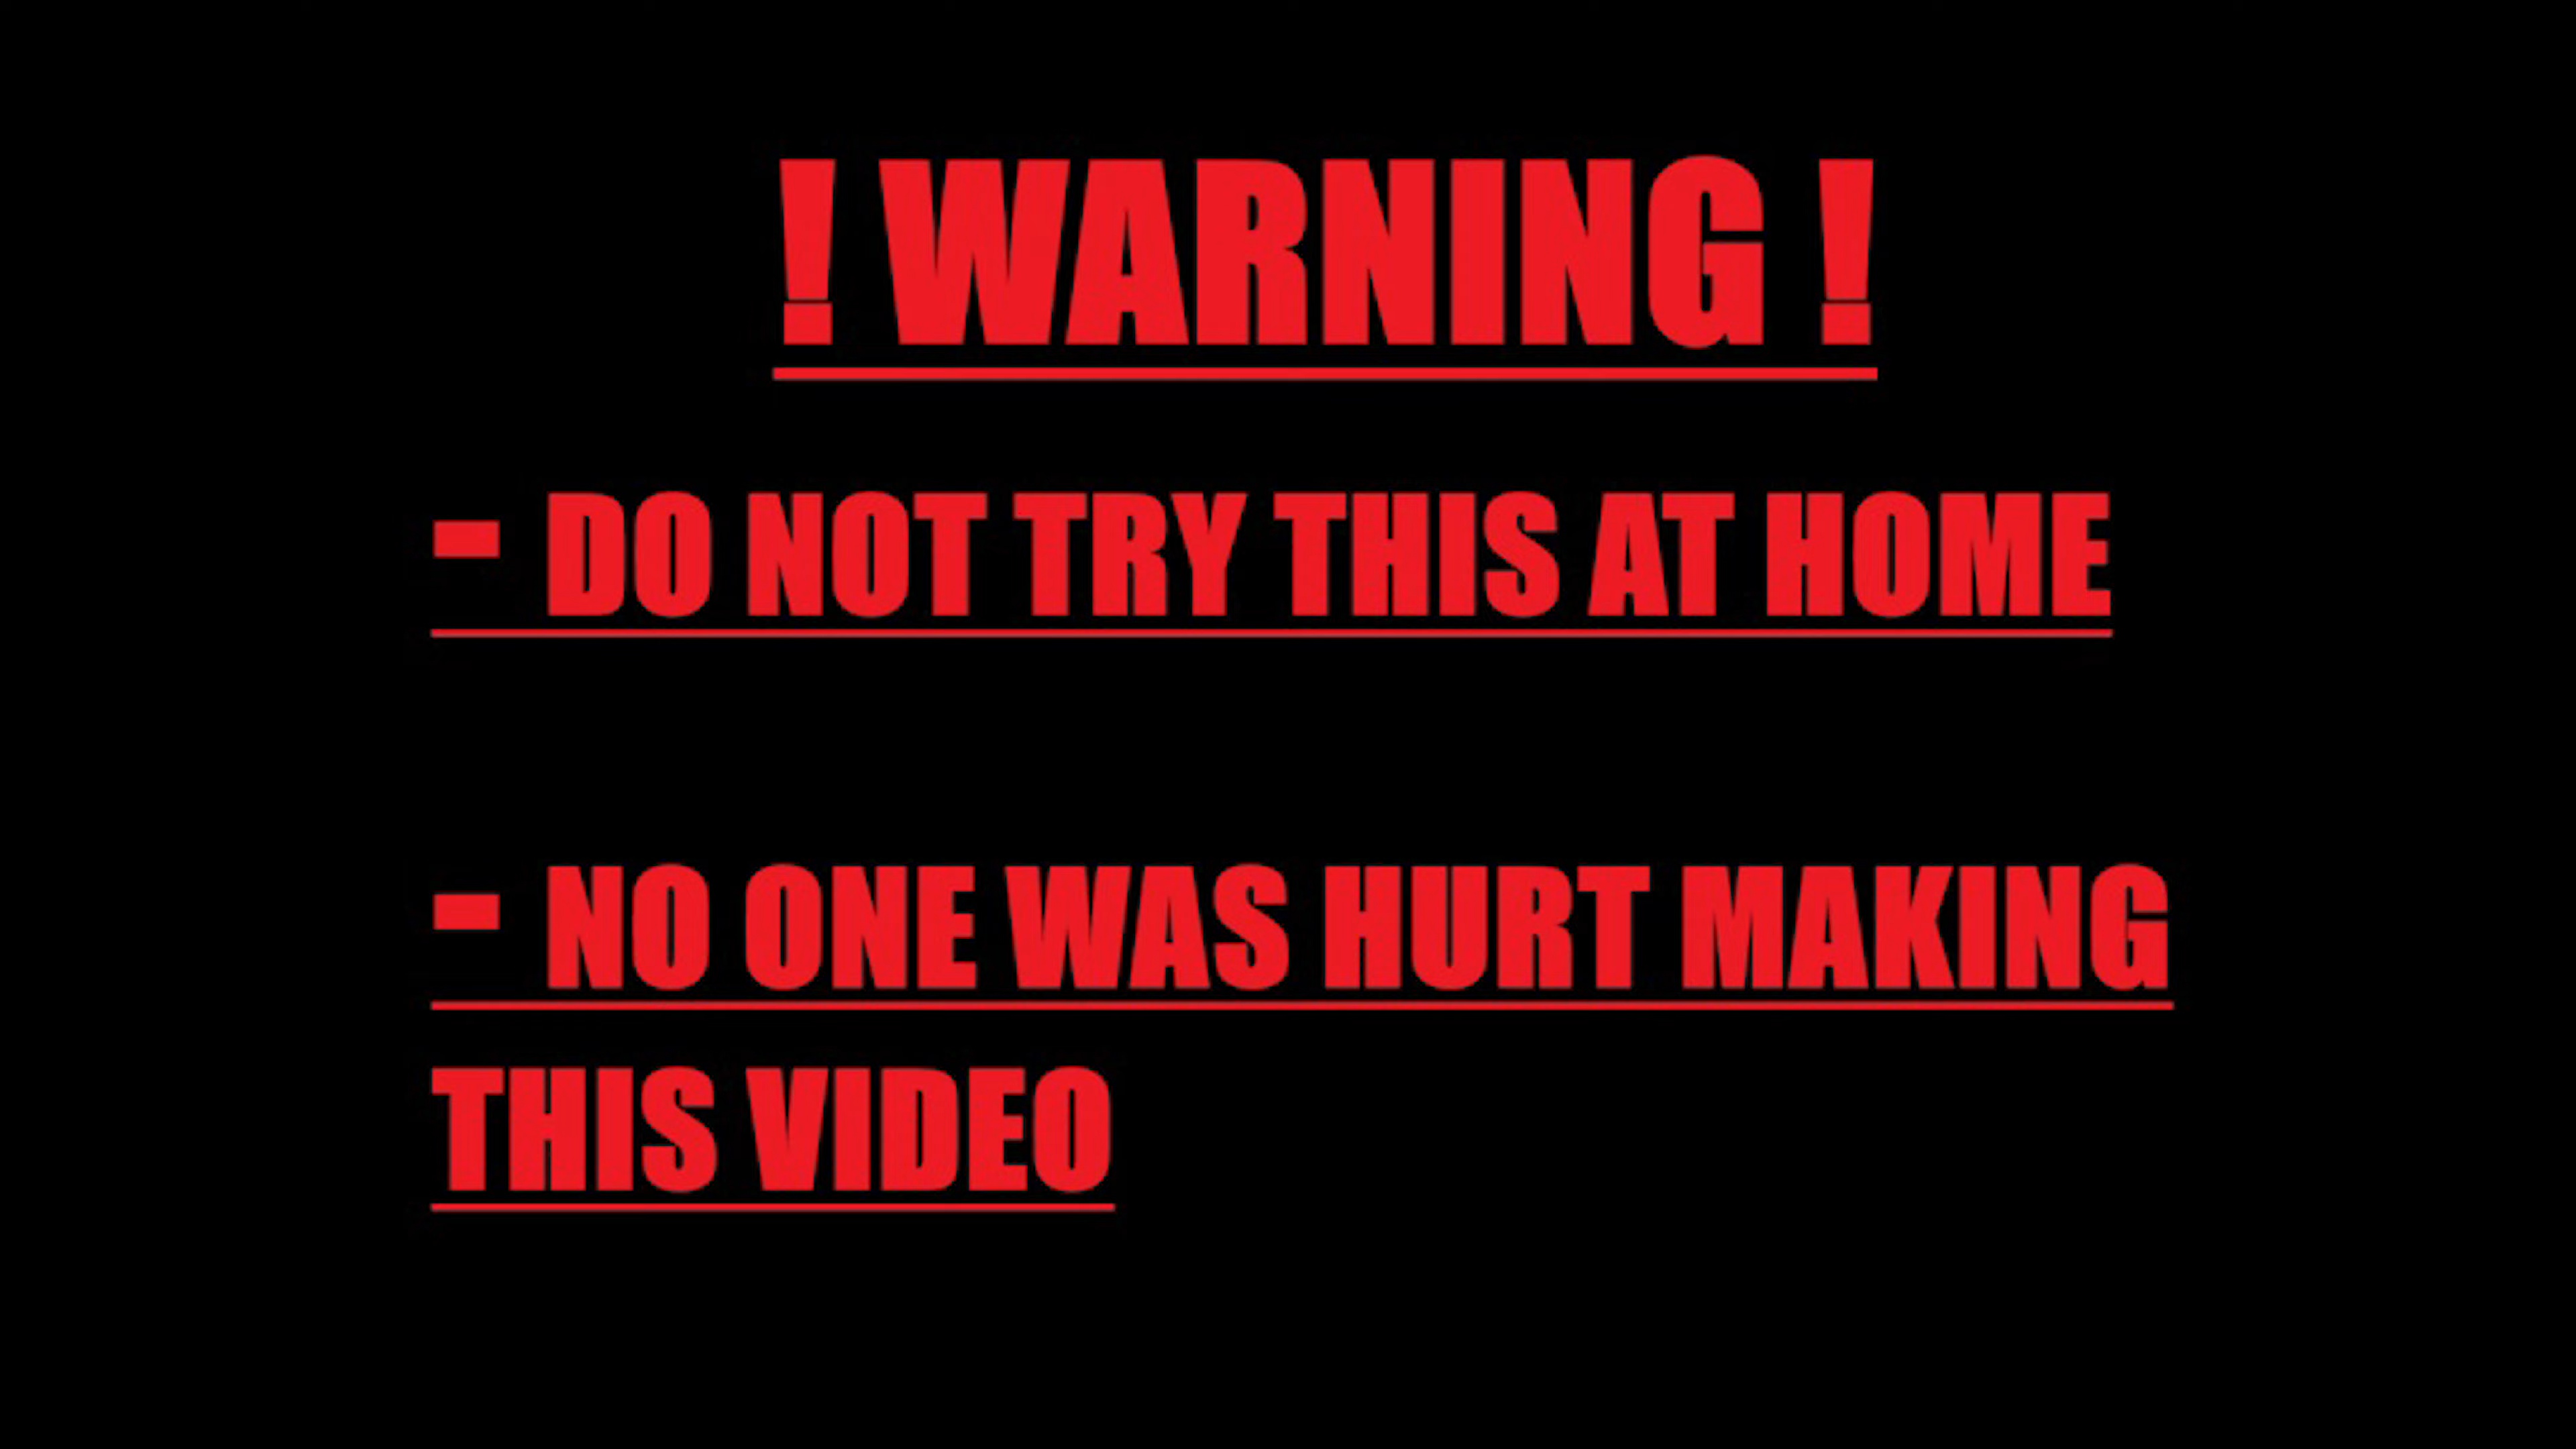 ! WARNING !
- DO NOT TRY THIS AT HOME
- NO ONE WAS HURT MAKING
THIS VIDEO